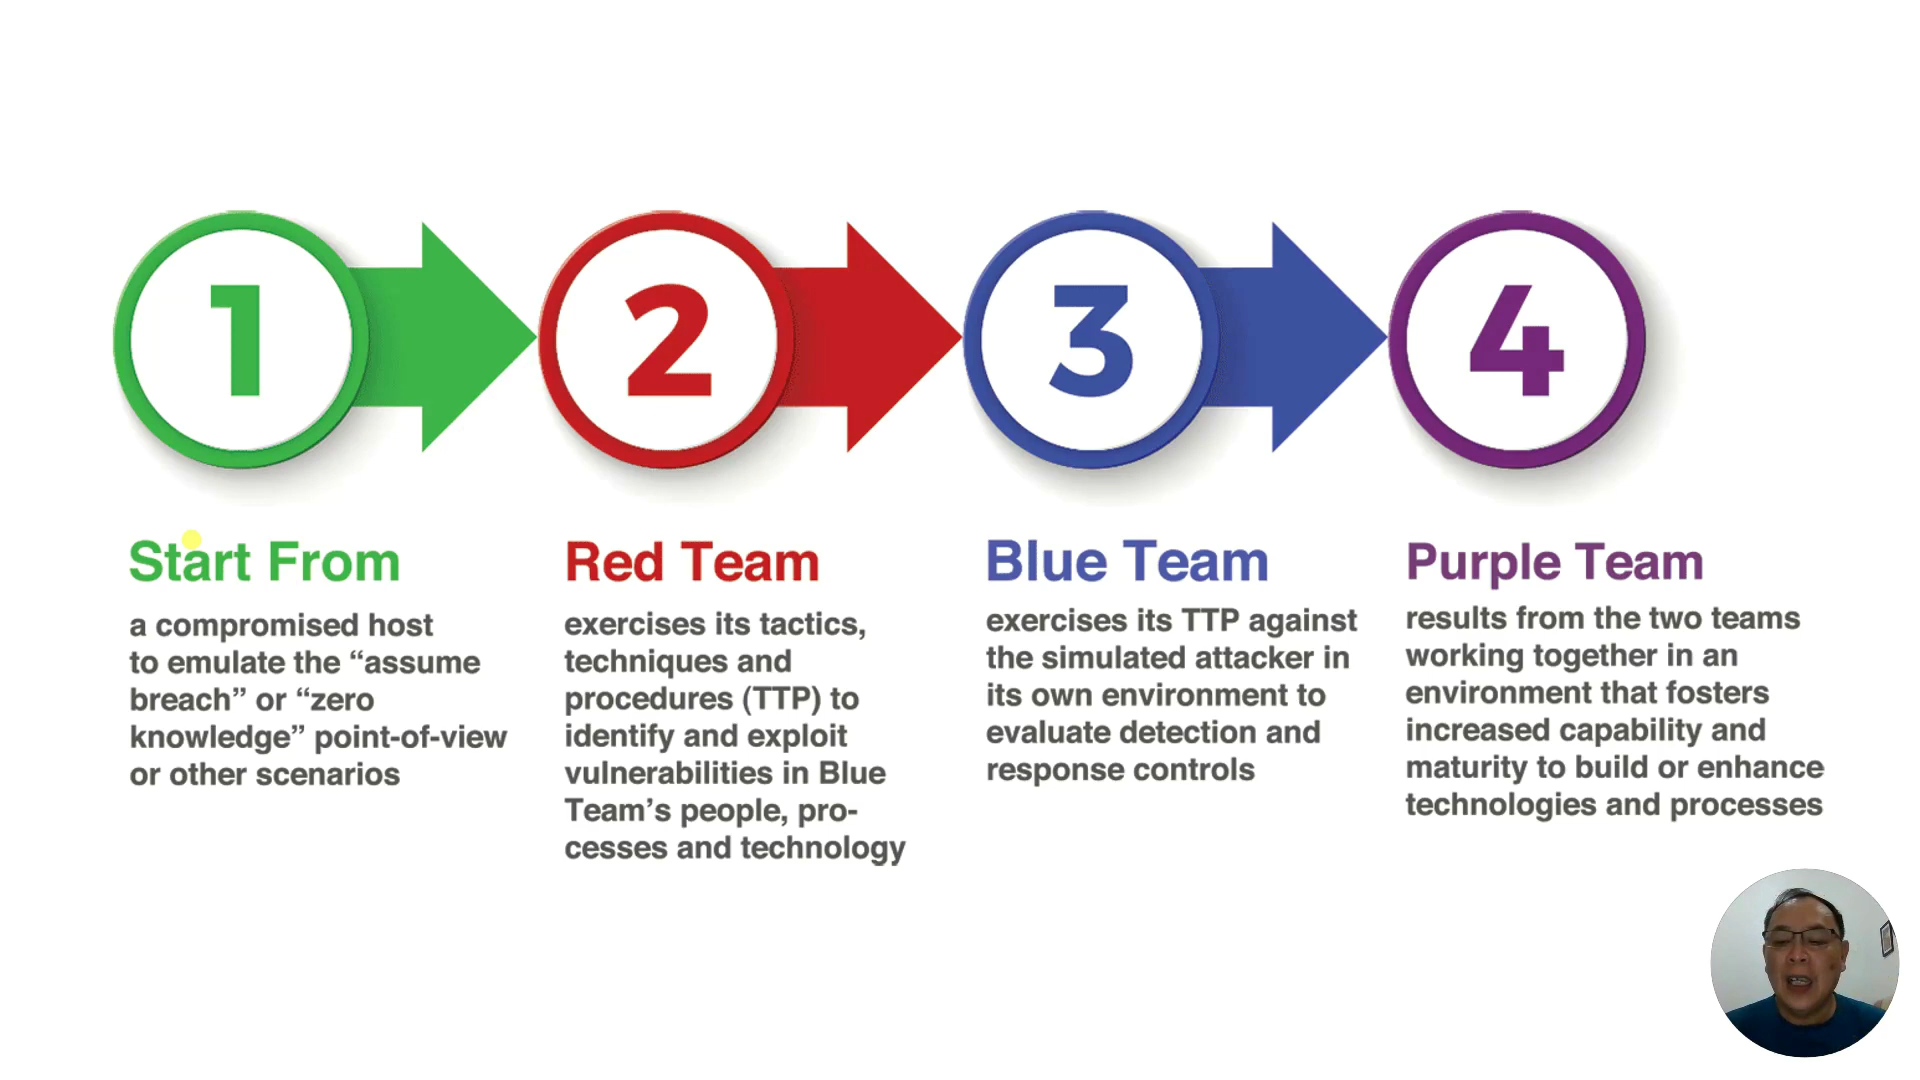 1
2
3
4
Start From
a compromised host
to emulate the “assume
breach” or “zero
knowledge” point-of-view
or other scenarios
Red Team
exercises its tactics,
techniques and
procedures (TTP) to
identify and exploit
vulnerabilities in Blue
Team’s people, pro-
cesses and technology
Blue Team
exercises its TTP against
the simulated attacker in
its own environment to
evaluate detection and
response controls
Purple Team
results from the two teams
working together in an
environment that fosters
increased capability and
maturity to build or enhance
technologies and processes